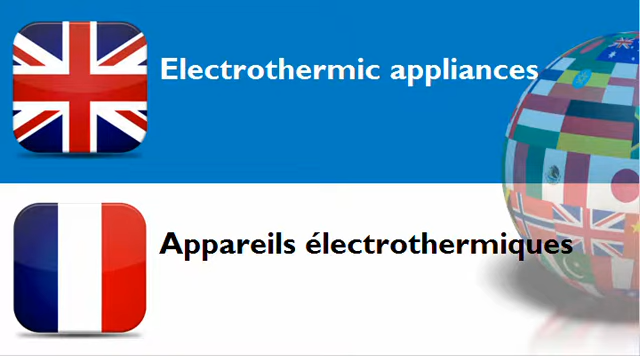 Electrothermic appliances
Appareils électrothermiques